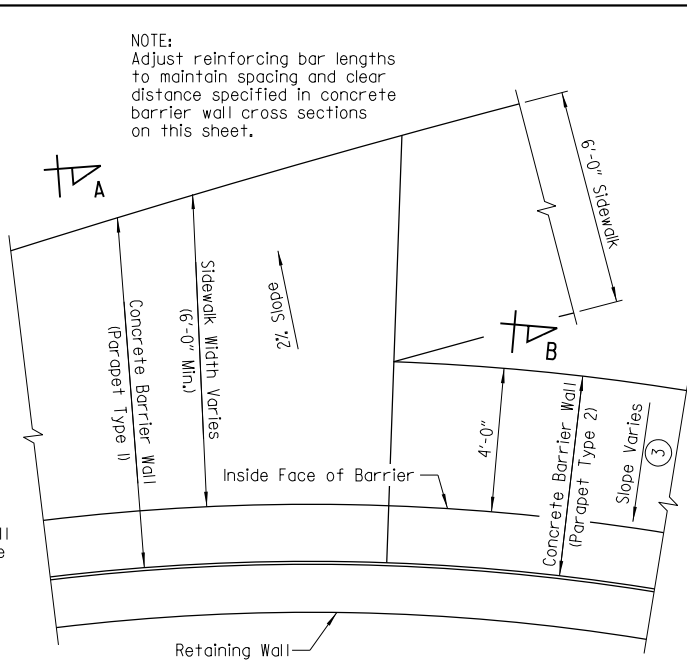 NOTE:
Adjust reinforcing bar lengths
to maintain spacing and clear
distance specified in concrete
barrier wall cross sections
on this sheet.
A
6'-0" Sidewalk
Sidewalk Width Varies
(6'-0" Min.)
2% Slope
Concrete Barrier Wall
(Parapet Type 1)
B
4'-0"
Concrete Barrier Wall
(Parapet Type 2)
Slope Varies
3
Inside Face of Barrier
Retaining Wall